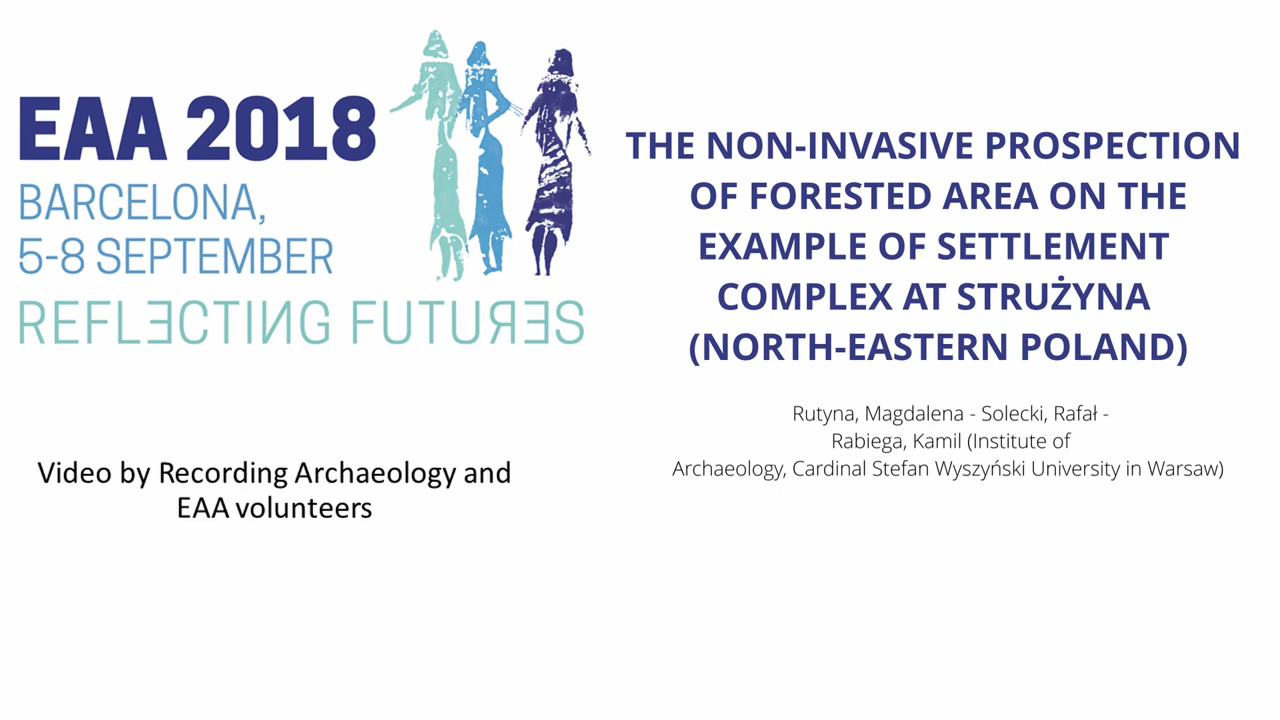 EAA 2018
BARCELONA,
5-8 SEPTEMBER
REFLECTING FUTURES
Video by Recording Archaeology and
EAA volunteers
THE NON-INVASIVE PROSPECTION
OF FORESTED AREA ON THE
EXAMPLE OF SETTLEMENT
COMPLEX AT STRUŻYNA
(NORTH-EASTERN POLAND)
Rutyna, Magdalena - Solecki, Rafał -
Rabiega, Kamil (Institute of
Archaeology, Cardinal Stefan Wyszyński University in Warsaw)